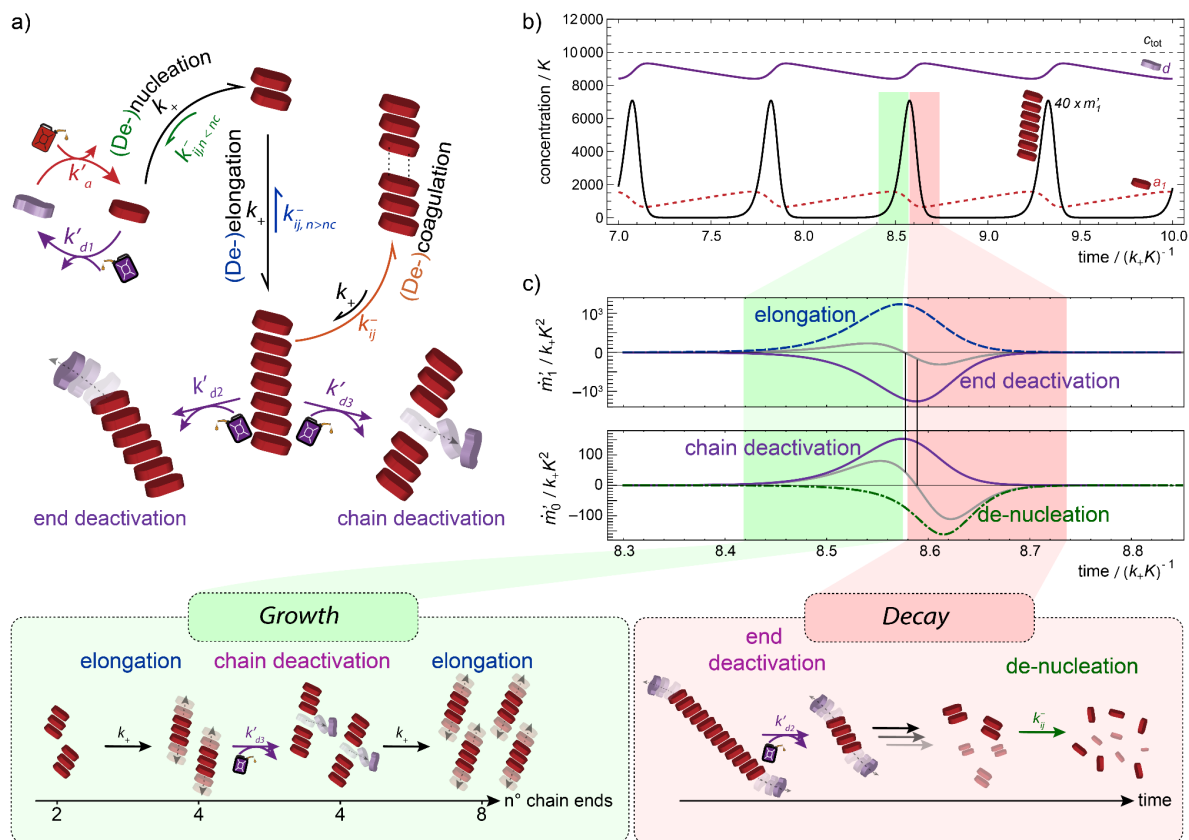 a)
(De-)nucleation
k₊
k⁻ij,n < nc
k'a
k'd1
(De-)elongation
k₊
k⁻ij, n>nc
(De-)coagulation
k₊
k⁻ij
k'd2
k'd3
end deactivation
chain deactivation
b)
concentration / K
12 000
10 000
8000
6000
4000
2000
0
ctot
d
40 x m'1
a1
7.0 7.5 8.0 8.5 9.0 9.5 10.0
time / (k₊K)⁻¹
c)
ṁ'1 / k₊K²
10³
0
−10³
elongation
end deactivation
ṁ'0 / k₊K²
100
0
−100
chain deactivation
de-nucleation
8.3 8.5 8.6 8.7 8.8
time / (k₊K)⁻¹
Growth
elongation chain deactivation elongation
k₊ k'd3 k₊
2 4 4 8
n° chain ends
Decay
end
deactivation
de-nucleation
k'd2 k⁻ij
time